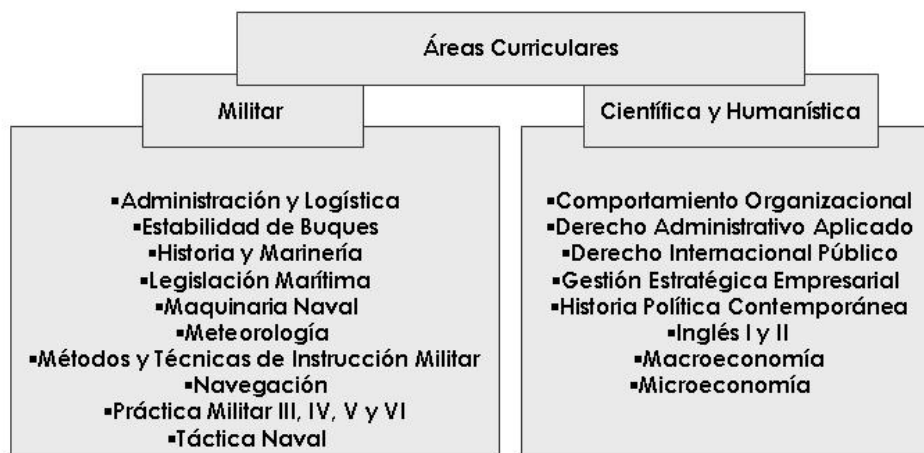 Áreas Curriculares
Militar
▪Administración y Logística
▪Estabilidad de Buques
▪Historia y Marinería
▪Legislación Marítima
▪Maquinaria Naval
▪Meteorología
▪Métodos y Técnicas de Instrucción Militar
▪Navegación
▪Práctica Militar III, IV, V y VI
▪Táctica Naval
Científica y Humanística
▪Comportamiento Organizacional
▪Derecho Administrativo Aplicado
▪Derecho Internacional Público
▪Gestión Estratégica Empresarial
▪Historia Política Contemporánea
▪Inglés I y II
▪Macroeconomía
▪Microeconomía